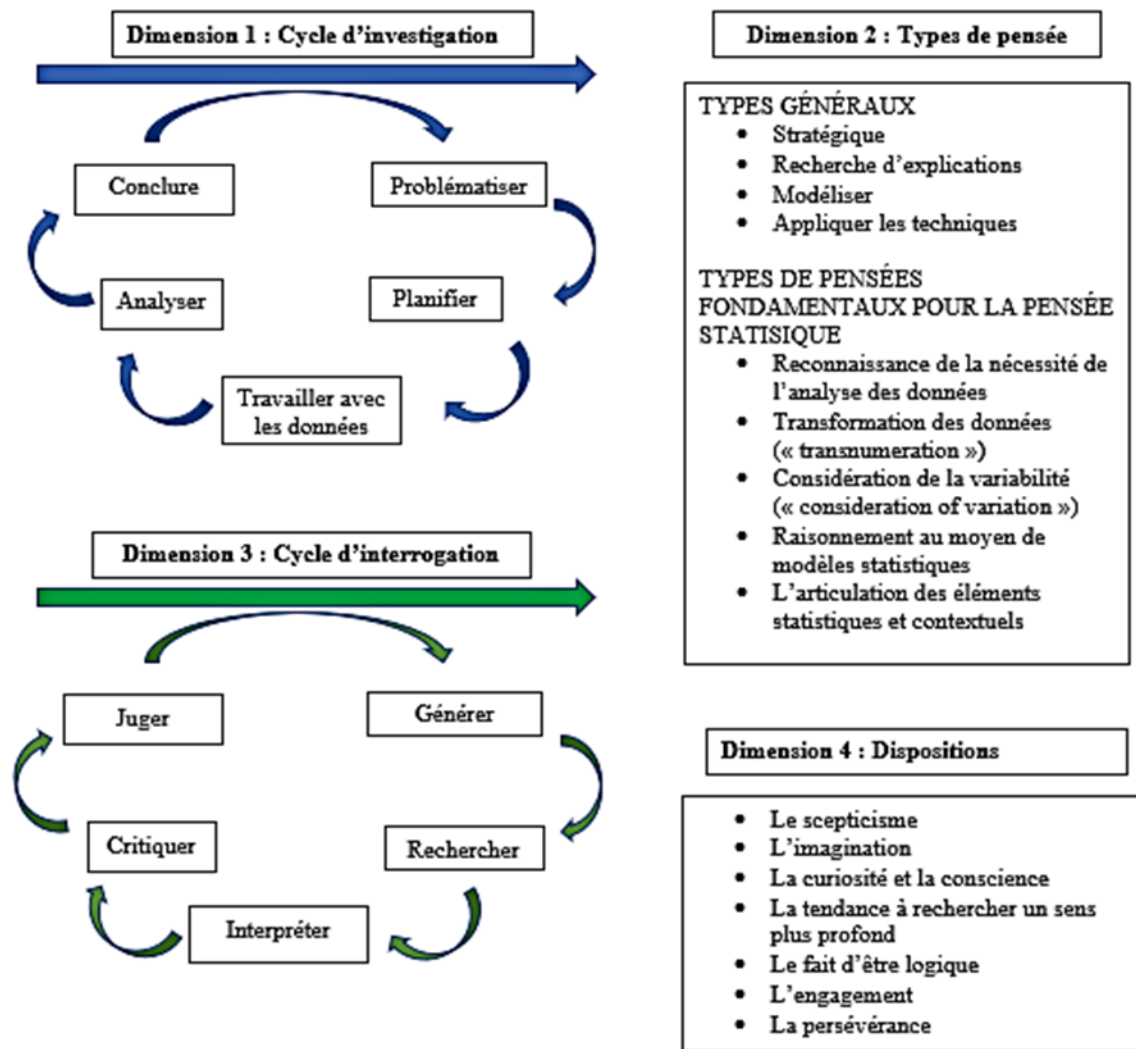 Dimension 1 : Cycle d’investigation
Conclure
Problématiser
Analyser
Planifier
Travailler avec
les données
Dimension 2 : Types de pensée
TYPES GÉNÉRAUX
• Stratégique
• Recherche d’explications
• Modéliser
• Appliquer les techniques
TYPES DE PENSÉES
FONDAMENTAUX POUR LA PENSÉE
STATISIQUE
• Reconnaissance de la nécessité de
l’analyse des données
• Transformation des données
(« transnumeration »)
• Considération de la variabilité
(« consideration of variation »)
• Raisonnement au moyen de
modèles statistiques
• L’articulation des éléments
statistiques et contextuels
Dimension 3 : Cycle d’interrogation
Juger
Générer
Critiquer
Rechercher
Interpréter
Dimension 4 : Dispositions
• Le scepticisme
• L’imagination
• La curiosité et la conscience
• La tendance à rechercher un sens
plus profond
• Le fait d’être logique
• L’engagement
• La persévérance